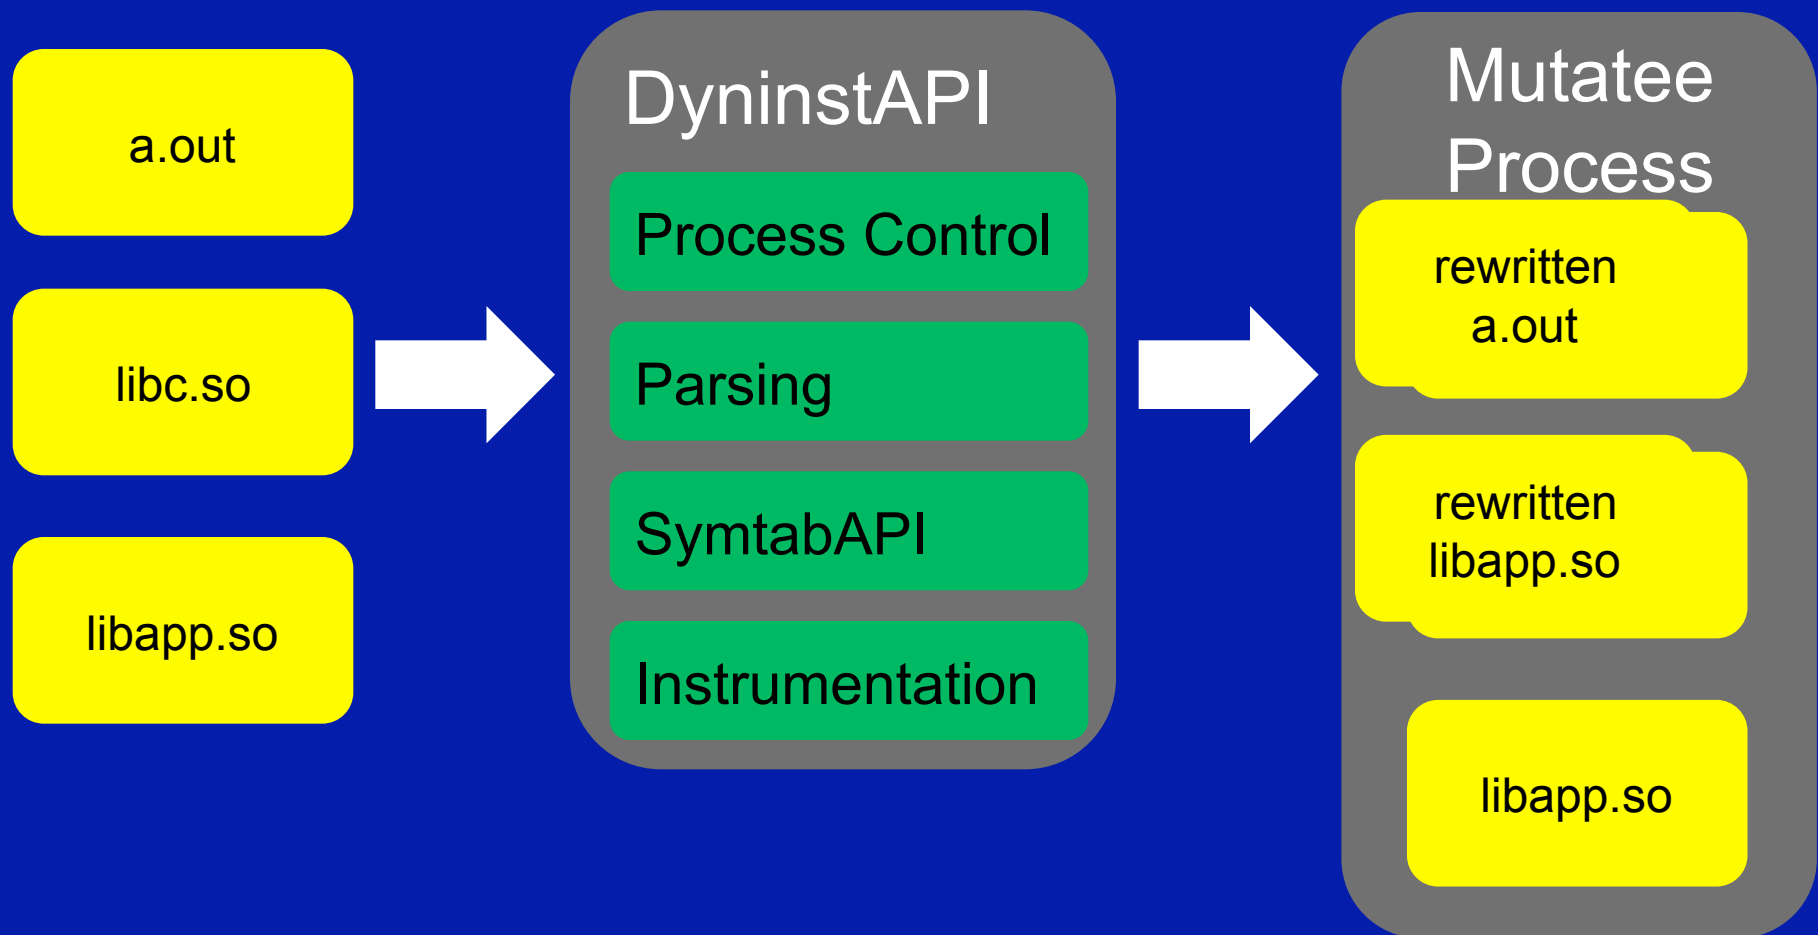 a.out
libc.so
libapp.so
DyninstAPI
Process Control
Parsing
SymtabAPI
Instrumentation
Mutatee
Process
rewritten
a.out
rewritten
libapp.so
libapp.so